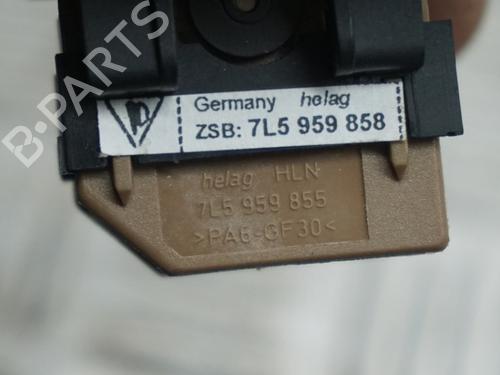 B-PARTS
Germany helag
ZSB: 7L5 959 858
helag HLN
7L5 959 855
>PA6-GF30<